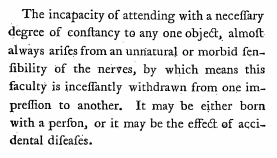 The incapacity of attending with a neceſſary
degree of conſtancy to any one object, almoſt
always ariſes from an unnatural or morbid ſen-
ſibility of the nerves, by which means this
faculty is inceſſantly withdrawn from one im-
preſſion to another. It may be either born
with a perſon, or it may be the effect of acci-
dental diſeaſes.